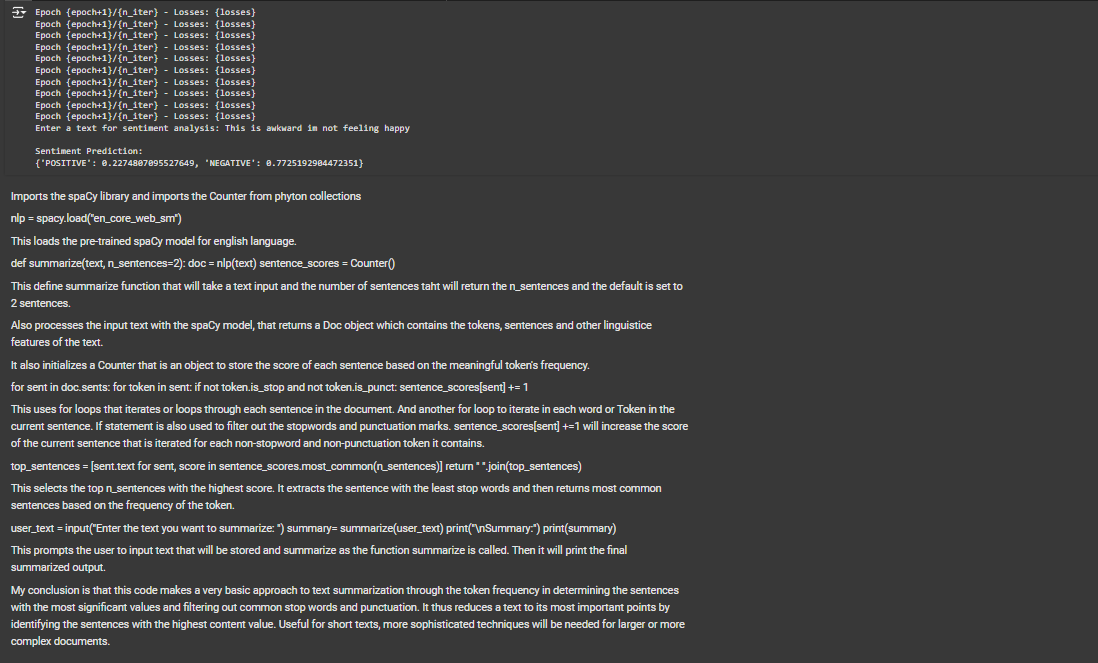 Epoch {epoch+1}/{n_iter} - Losses: {losses}
Epoch {epoch+1}/{n_iter} - Losses: {losses}
Epoch {epoch+1}/{n_iter} - Losses: {losses}
Epoch {epoch+1}/{n_iter} - Losses: {losses}
Epoch {epoch+1}/{n_iter} - Losses: {losses}
Epoch {epoch+1}/{n_iter} - Losses: {losses}
Epoch {epoch+1}/{n_iter} - Losses: {losses}
Epoch {epoch+1}/{n_iter} - Losses: {losses}
Epoch {epoch+1}/{n_iter} - Losses: {losses}
Epoch {epoch+1}/{n_iter} - Losses: {losses}
Enter a text for sentiment analysis: This is awkward im not feeling happy
Sentiment Prediction:
{'POSITIVE': 0.2274807095527649, 'NEGATIVE': 0.7725192904472351}
Imports the spaCy library and imports the Counter from phyton collections
nlp = spacy.load("en_core_web_sm")
This loads the pre-trained spaCy model for english language.
def summarize(text, n_sentences=2): doc = nlp(text) sentence_scores = Counter()
This define summarize function that will take a text input and the number of sentences taht will return the n_sentences and the default is set to
2 sentences.
Also processes the input text with the spaCy model, that returns a Doc object which contains the tokens, sentences and other linguistice
features of the text.
It also initializes a Counter that is an object to store the score of each sentence based on the meaningful token's frequency.
for sent in doc.sents: for token in sent: if not token.is_stop and not token.is_punct: sentence_scores[sent] += 1
This uses for loops that iterates or loops through each sentence in the document. And another for loop to iterate in each word or Token in the
current sentence. If statement is also used to filter out the stopwords and punctuation marks. sentence_scores[sent] +=1 will increase the score
of the current sentence that is iterated for each non-stopword and non-punctuation token it contains.
top_sentences = [sent.text for sent, score in sentence_scores.most_common(n_sentences)] return " ".join(top_sentences)
This selects the top n_sentences with the highest score. It extracts the sentence with the least stop words and then returns most common
sentences based on the frequency of the token.
user_text = input("Enter the text you want to summarize: ") summary= summarize(user_text) print("\nSummary:") print(summary)
This prompts the user to input text that will be stored and summarize as the function summarize is called. Then it will print the final
summarized output.
My conclusion is that this code makes a very basic approach to text summarization through the token frequency in determining the sentences
with the most significant values and filtering out common stop words and punctuation. It thus reduces a text to its most important points by
identifying the sentences with the highest content value. Useful for short texts, more sophisticated techniques will be needed for larger or more
complex documents.